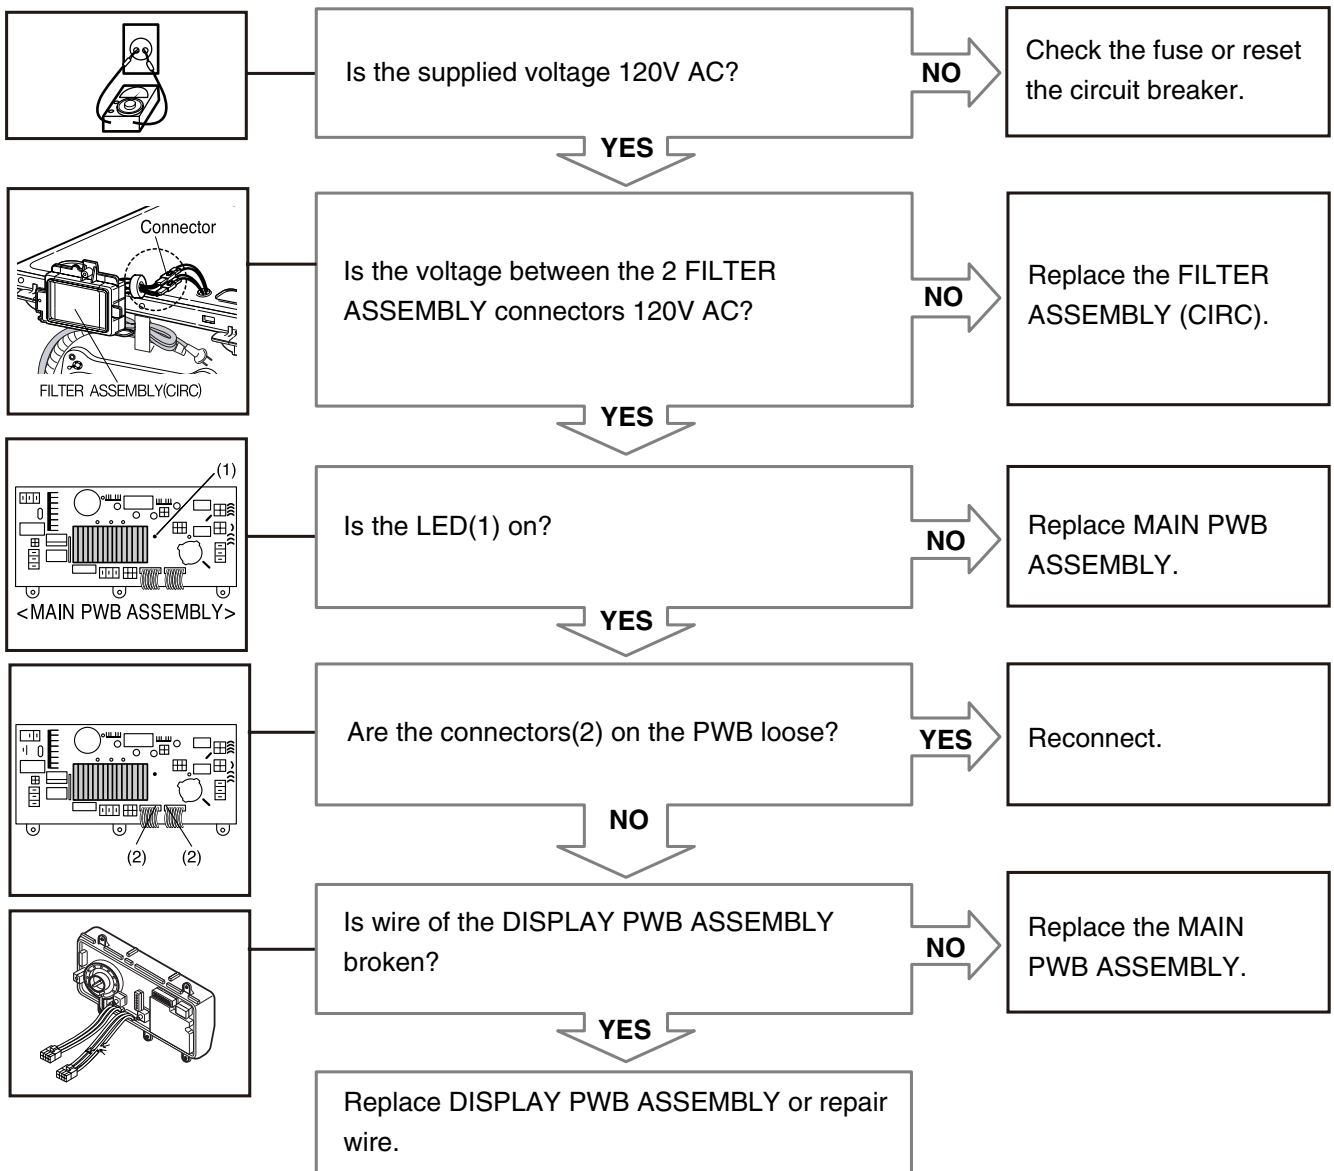 Is the supplied voltage 120V AC?
NO
Check the fuse or reset
the circuit breaker.
YES
Connector
FILTER ASSEMBLY(CIRC)
Is the voltage between the 2 FILTER
ASSEMBLY connectors 120V AC?
NO
Replace the FILTER
ASSEMBLY (CIRC).
YES
(1)
<MAIN PWB ASSEMBLY>
Is the LED(1) on?
NO
Replace MAIN PWB
ASSEMBLY.
YES
(2) (2)
Are the connectors(2) on the PWB loose?
YES
Reconnect.
NO
Is wire of the DISPLAY PWB ASSEMBLY
broken?
NO
Replace the MAIN
PWB ASSEMBLY.
YES
Replace DISPLAY PWB ASSEMBLY or repair
wire.